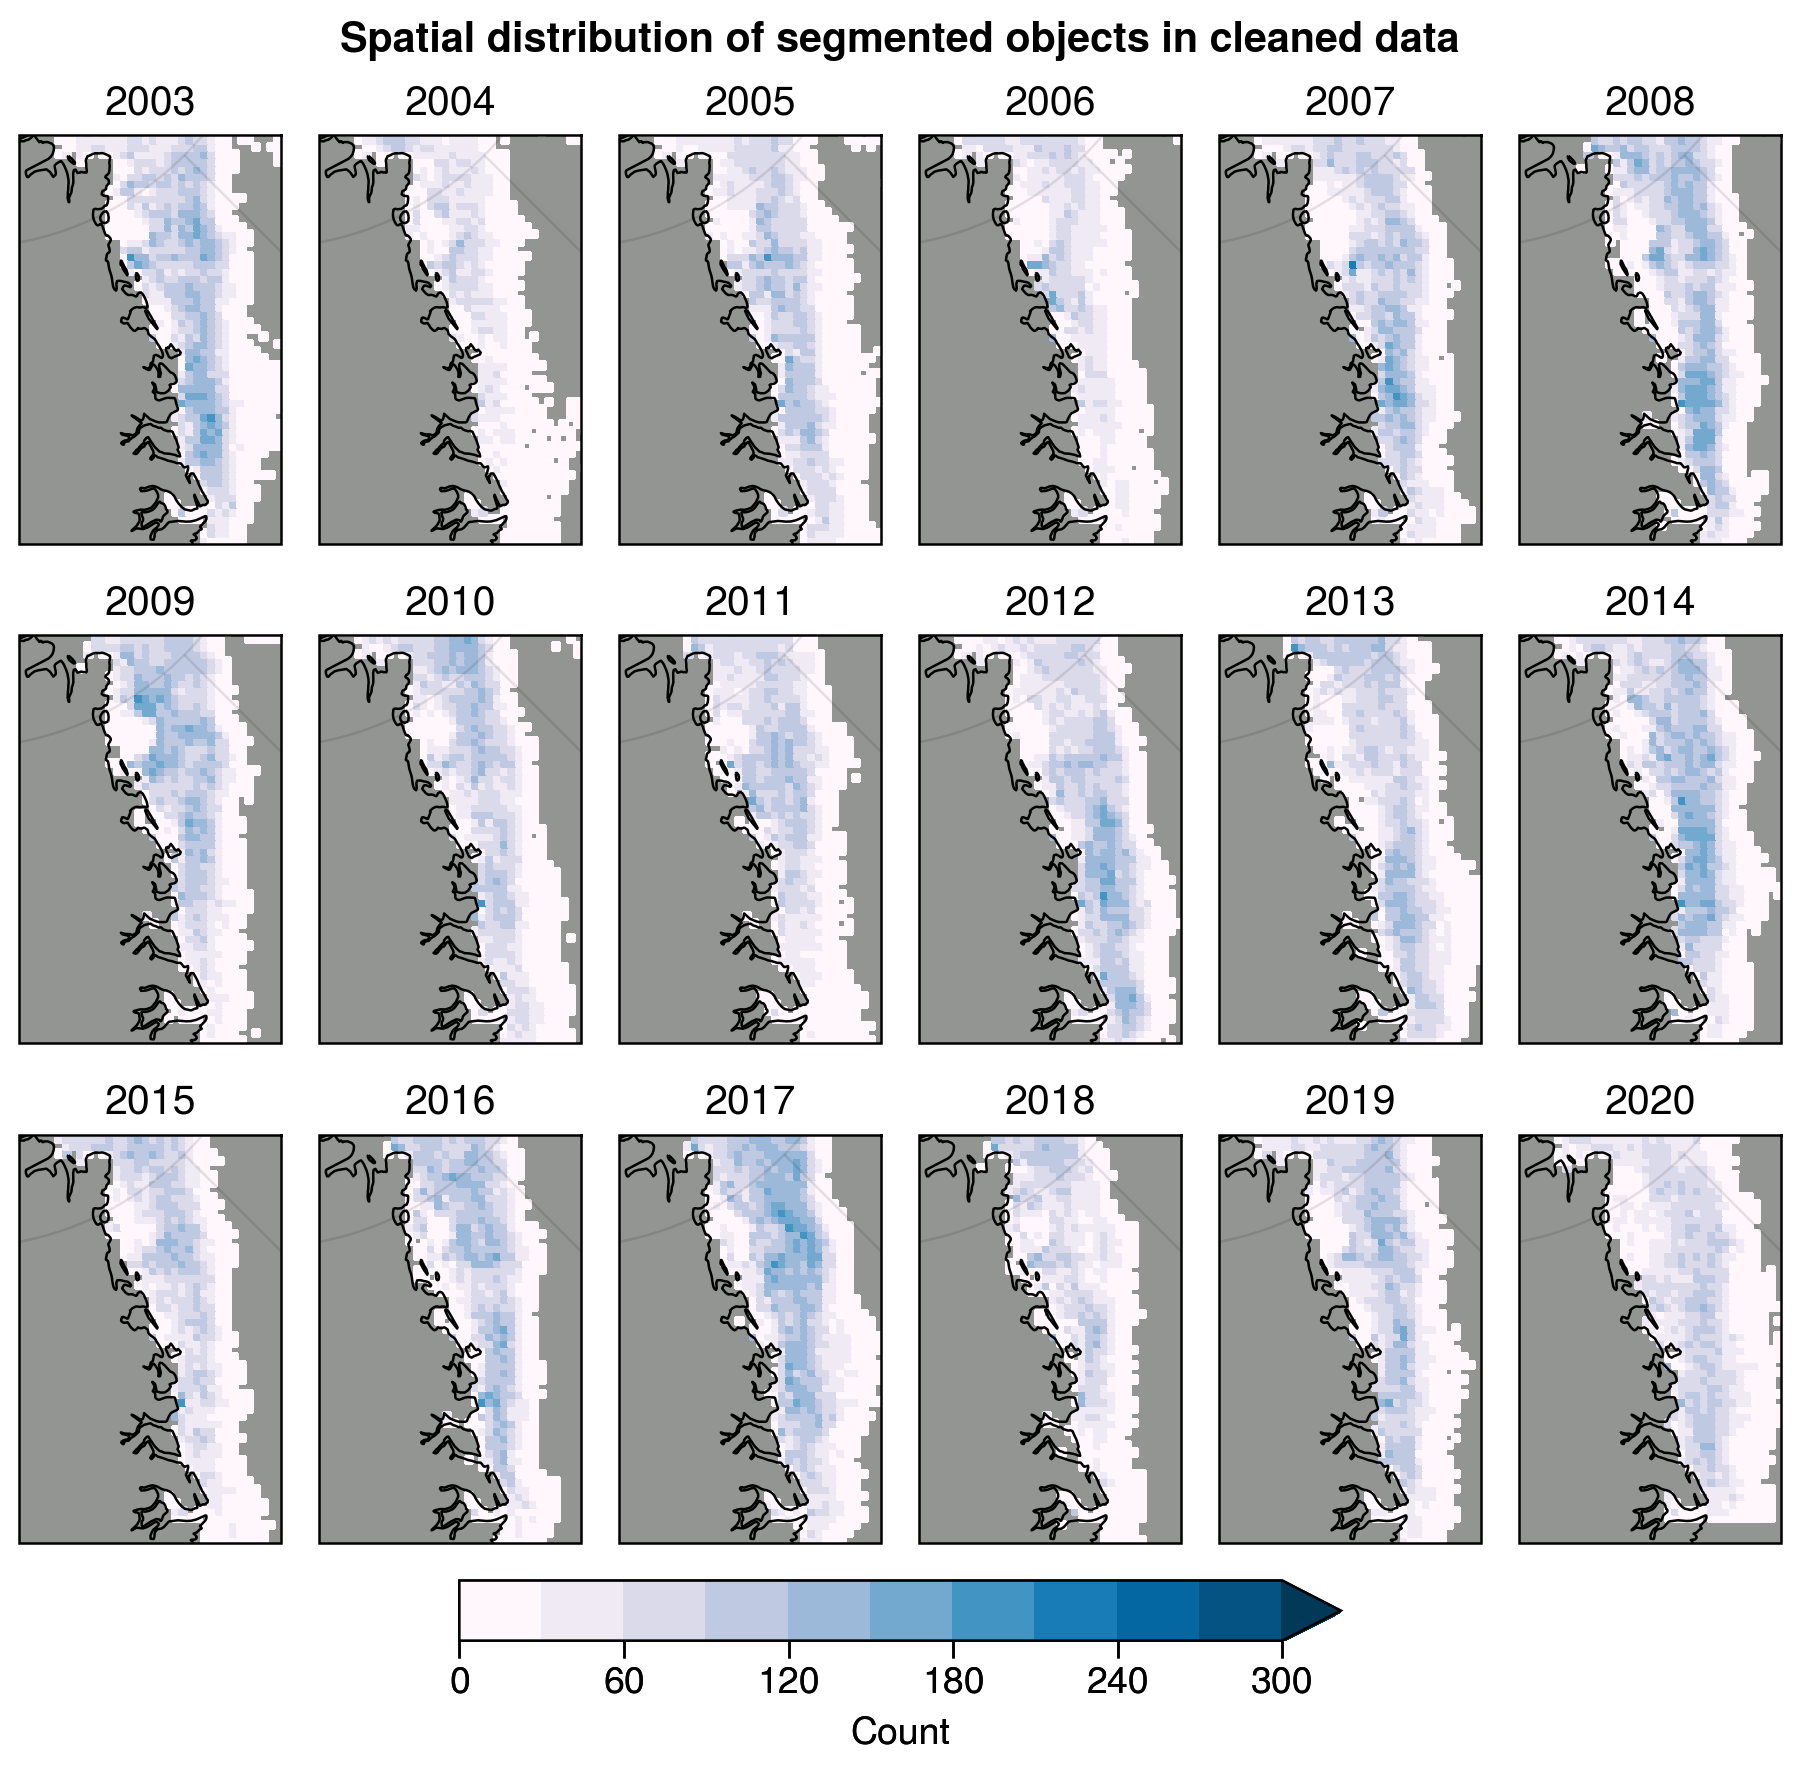 Spatial distribution of segmented objects in cleaned data
2003 2004 2005 2006 2007 2008
2009 2010 2011 2012 2013 2014
2015 2016 2017 2018 2019 2020
0 60 120 180 240 300
Count